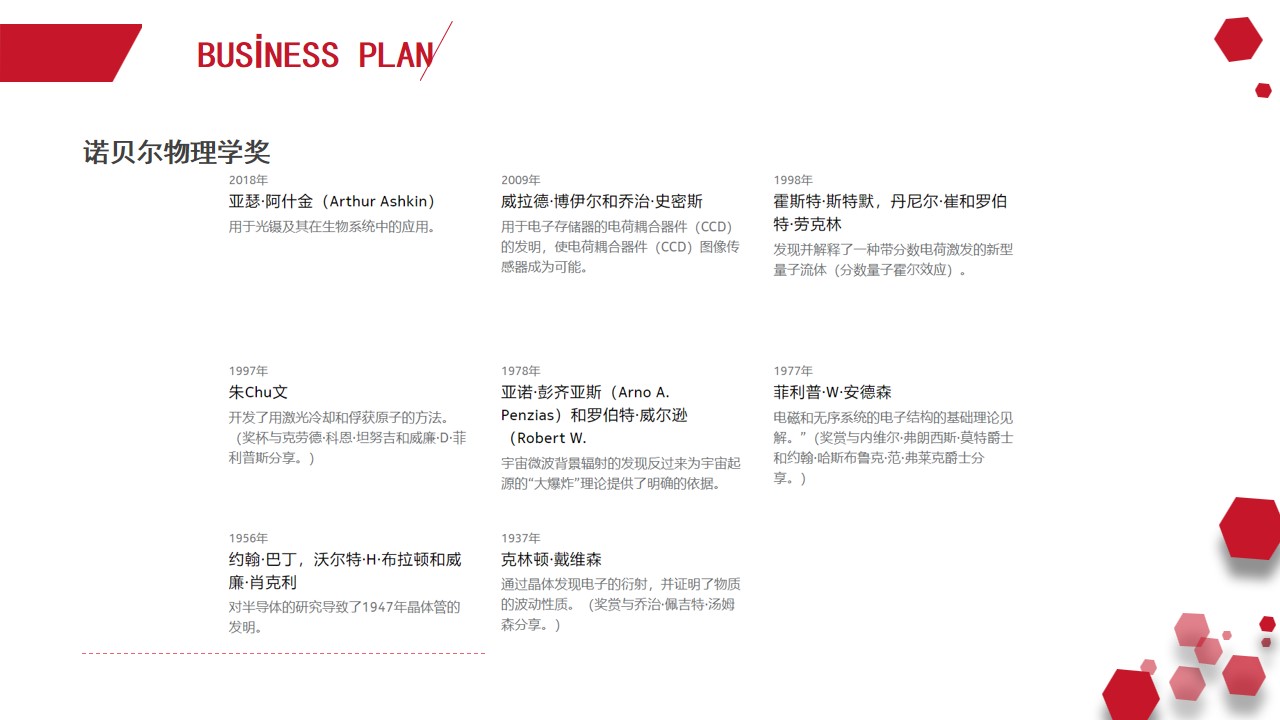 BUSiNESS PLAN
诺贝尔物理学奖
2018年
亚瑟·阿什金（Arthur Ashkin）
用于光镊及其在生物系统中的应用。
2009年
威拉德·博伊尔和乔治·史密斯
用于电子存储器的电荷耦合器件（CCD）
的发明，使电荷耦合器件（CCD）图像传
感器成为可能。
1998年
霍斯特·斯特默，丹尼尔·崔和罗伯
特·劳克林
发现并解释了一种带分数电荷激发的新型
量子流体（分数量子霍尔效应）。
1997年
朱Chu文
开发了用激光冷却和俘获原子的方法。
（奖杯与克劳德·科恩·坦努吉和威廉·D·菲
利普斯分享。）
1978年
亚诺·彭齐亚斯（Arno A.
Penzias）和罗伯特·威尔逊
（Robert W.
宇宙微波背景辐射的发现反过来为宇宙起
源的“大爆炸”理论提供了明确的依据。
1977年
菲利普·W·安德森
电磁和无序系统的电子结构的基础理论见
解。”（奖赏与内维尔·弗朗西斯·莫特爵士
和约翰·哈斯布鲁克·范·弗莱克爵士分
享。）
1956年
约翰·巴丁，沃尔特·H·布拉顿和威
廉·肖克利
对半导体的研究导致了1947年晶体管的
发明。
1937年
克林顿·戴维森
通过晶体发现电子的衍射，并证明了物质
的波动性质。（奖赏与乔治·佩吉特·汤姆
森分享。）